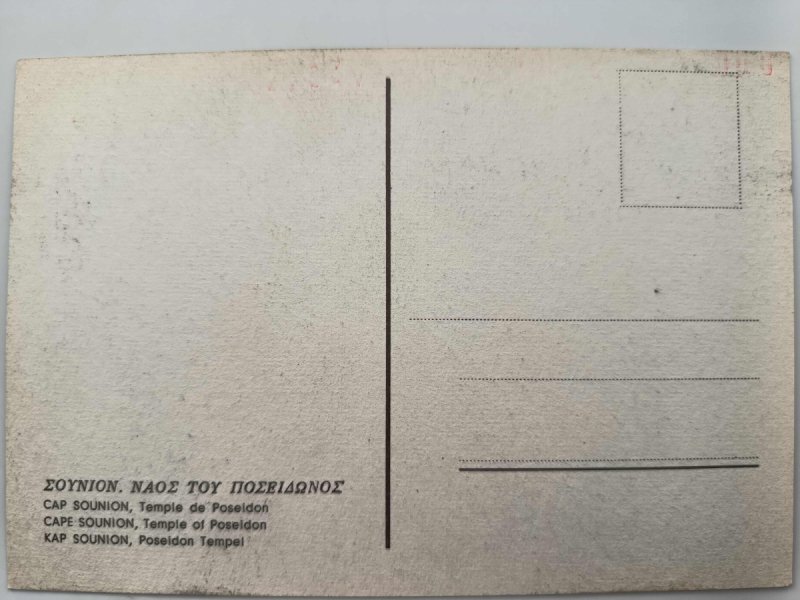 ΣΟΥΝΙΟΝ. ΝΑΟΣ ΤΟΥ ΠΟΣΕΙΔΩΝΟΣ
CAP SOUNION, Temple de Poseidon
CAPE SOUNION, Temple of Poseidon
KAP SOUNION, Poseidon Tempel